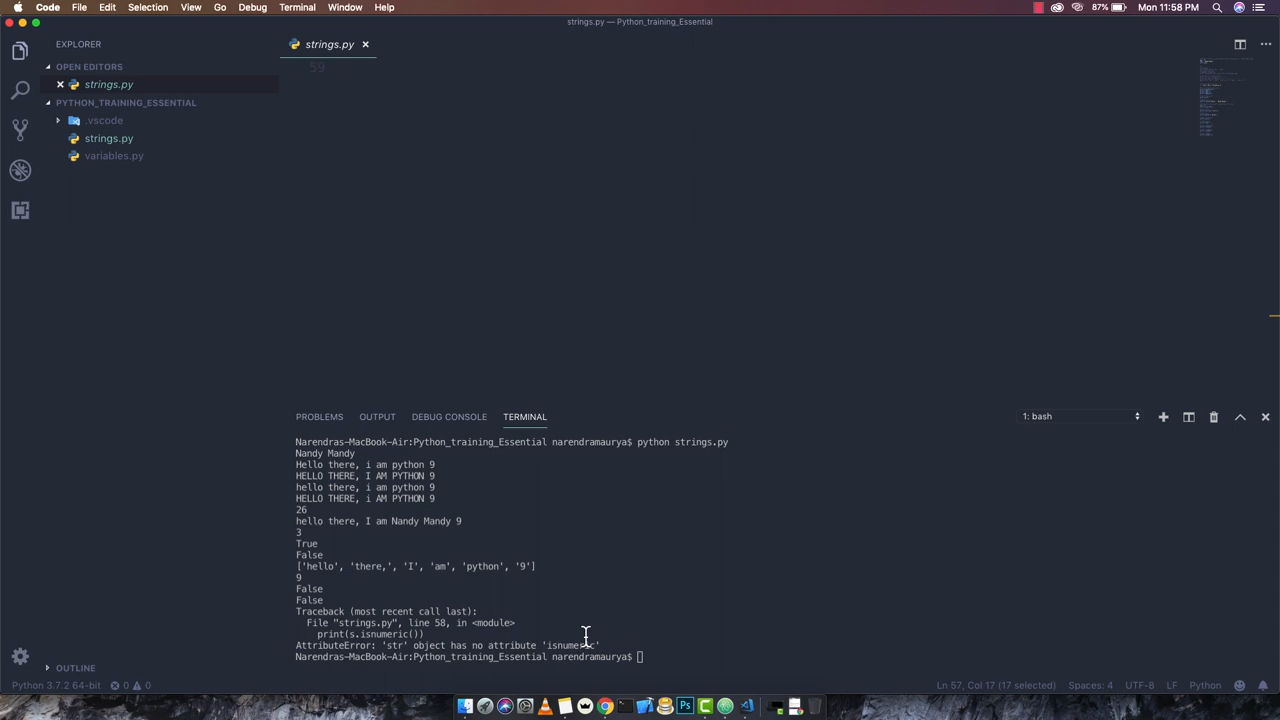 Code File Edit Selection View Go Debug Terminal Window Help 87% Mon 11:58 PM
strings.py — Python_training_Essential
EXPLORER
strings.py
OPEN EDITORS
59
strings.py
PYTHON_TRAINING_ESSENTIAL
.vscode
strings.py
variables.py
PROBLEMS OUTPUT DEBUG CONSOLE TERMINAL 1: bash
Narendras-MacBook-Air:Python_training_Essential narendramaurya$ python strings.py
Nandy Mandy
Hello there, i am python 9
HELLO THERE, I AM PYTHON 9
hello there, i am python 9
HELLO THERE, i AM PYTHON 9
26
hello there, I am Nandy Mandy 9
3
True
False
['hello', 'there,', 'I', 'am', 'python', '9']
9
False
False
Traceback (most recent call last):
File "strings.py", line 58, in <module>
print(s.isnumeric())
AttributeError: 'str' object has no attribute 'isnumeric'
Narendras-MacBook-Air:Python_training_Essential narendramaurya$
OUTLINE
Python 3.7.2 64-bit 0 0 Ln 57, Col 17 (17 selected) Spaces: 4 UTF-8 LF Python